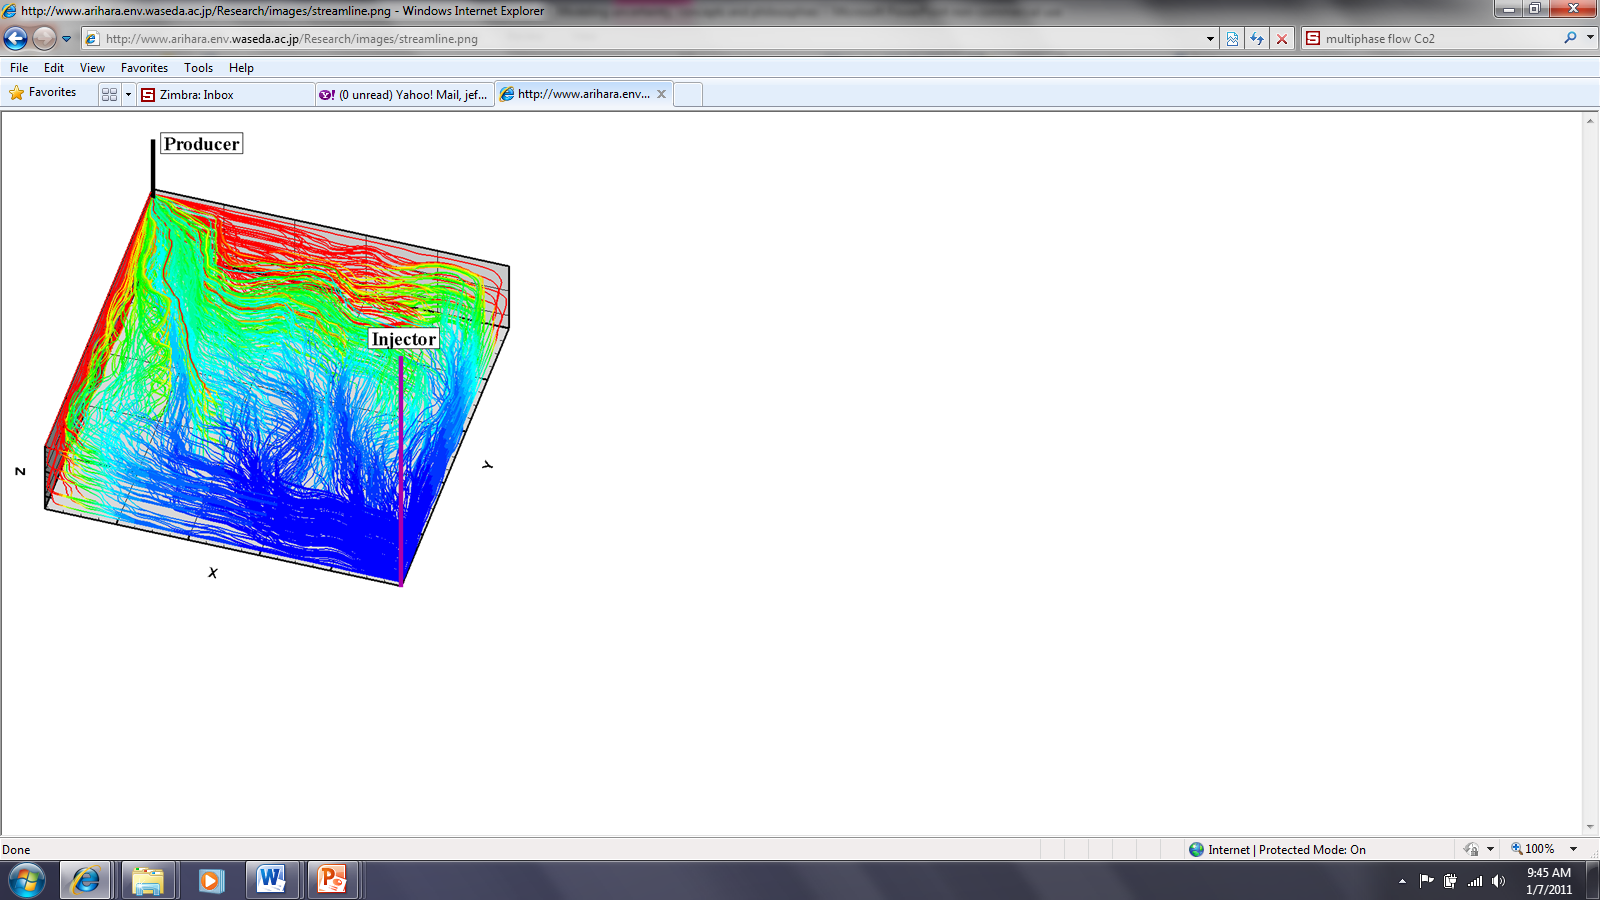 http://www.arihara.env.waseda.ac.jp/Research/images/streamline.png - Windows Internet Explorer
http://www.arihara.env.waseda.ac.jp/Research/images/streamline.png
multiphase flow Co2
File Edit View Favorites Tools Help
Favorites
Zimbra: Inbox
(0 unread) Yahoo! Mail, jef...
http://www.arihara.env...
Producer
Injector
Z
Y
X
Done
Internet | Protected Mode: On
100%
9:45 AM
1/7/2011